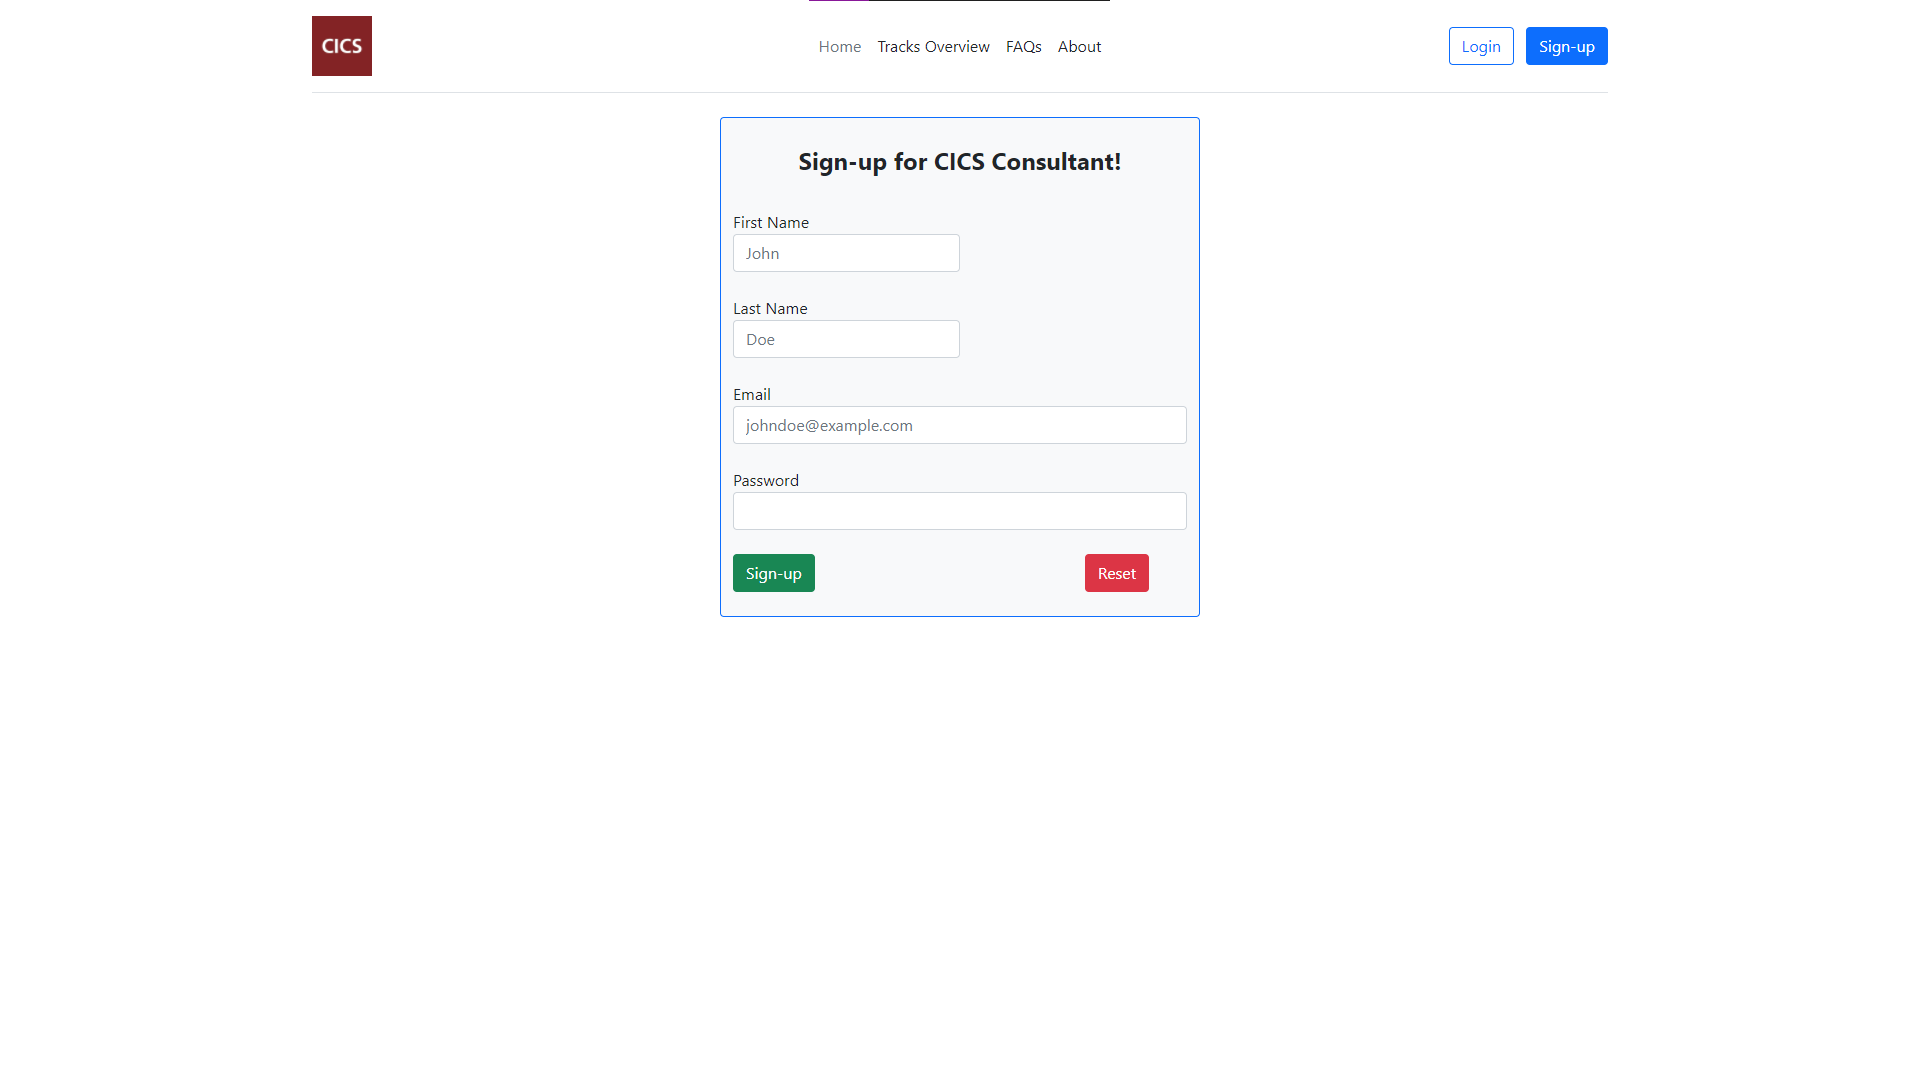 CICS
Home Tracks Overview FAQs About
Login Sign-up
Sign-up for CICS Consultant!
First Name
John
Last Name
Doe
Email
johndoe@example.com
Password
Sign-up Reset